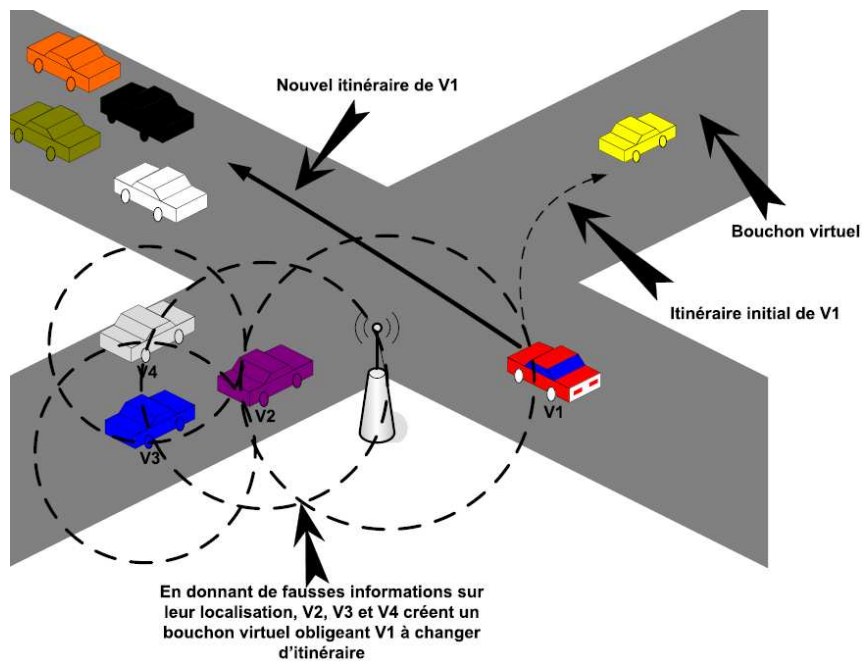 Nouvel itinéraire de V1
Bouchon virtuel
Itinéraire initial de V1
V4
V2
V1
V3
En donnant de fausses informations sur
leur localisation, V2, V3 et V4 créent un
bouchon virtuel obligeant V1 à changer
d'itinéraire